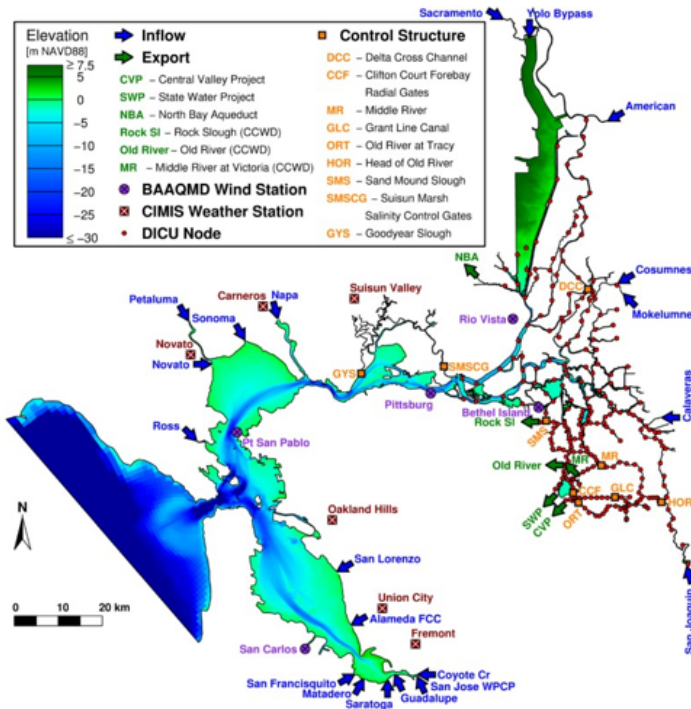 Elevation
[m NAVD88]
≥ 7.5
5
0
−5
−10
−15
−20
−25
≤ −30
Inflow
Export
CVP – Central Valley Project
SWP – State Water Project
NBA – North Bay Aqueduct
Rock Sl – Rock Slough (CCWD)
Old River – Old River (CCWD)
MR – Middle River at Victoria (CCWD)
BAAQMD Wind Station
CIMIS Weather Station
DICU Node
Control Structure
DCC – Delta Cross Channel
CCF – Clifton Court Forebay
Radial Gates
MR – Middle River
GLC – Grant Line Canal
ORT – Old River at Tracy
HOR – Head of Old River
SMS – Sand Mound Slough
SMSCG – Suisun Marsh
Salinity Control Gates
GYS – Goodyear Slough
Sacramento
Yolo Bypass
American
NBA
Cosumnes
DCC
Mokelumne
Suisun Valley
Carneros
Napa
Petaluma
Sonoma
Rio Vista
Novato
Novato
GYS
SMSCG
Pittsburg
Bethel Island
Calaveras
Rock Sl
SMS
Ross
Pt San Pablo
Old River
MR
MR
SWP
CVP
CCF
ORT
GLC
HOR
Oakland Hills
N
San Lorenzo
San Joaquin
0 10 20 km
Union City
Alameda FCC
Fremont
San Carlos
Coyote Cr
San Jose WPCP
Guadalupe
San Francisquito
Matadero
Saratoga